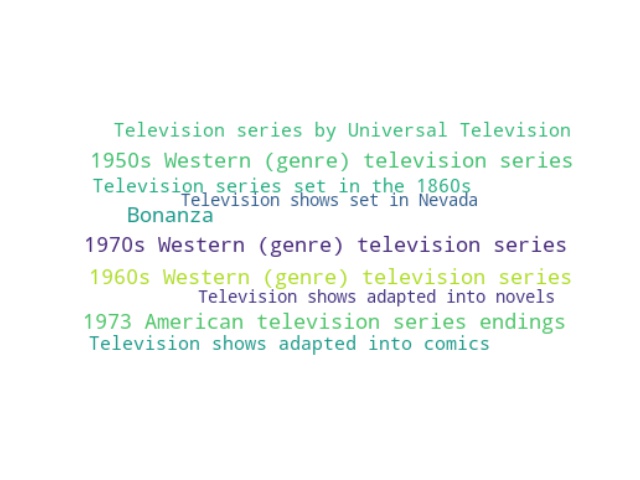 Television series by Universal Television
1950s Western (genre) television series
Television series set in the 1860s
Television shows set in Nevada
Bonanza
1970s Western (genre) television series
1960s Western (genre) television series
Television shows adapted into novels
1973 American television series endings
Television shows adapted into comics